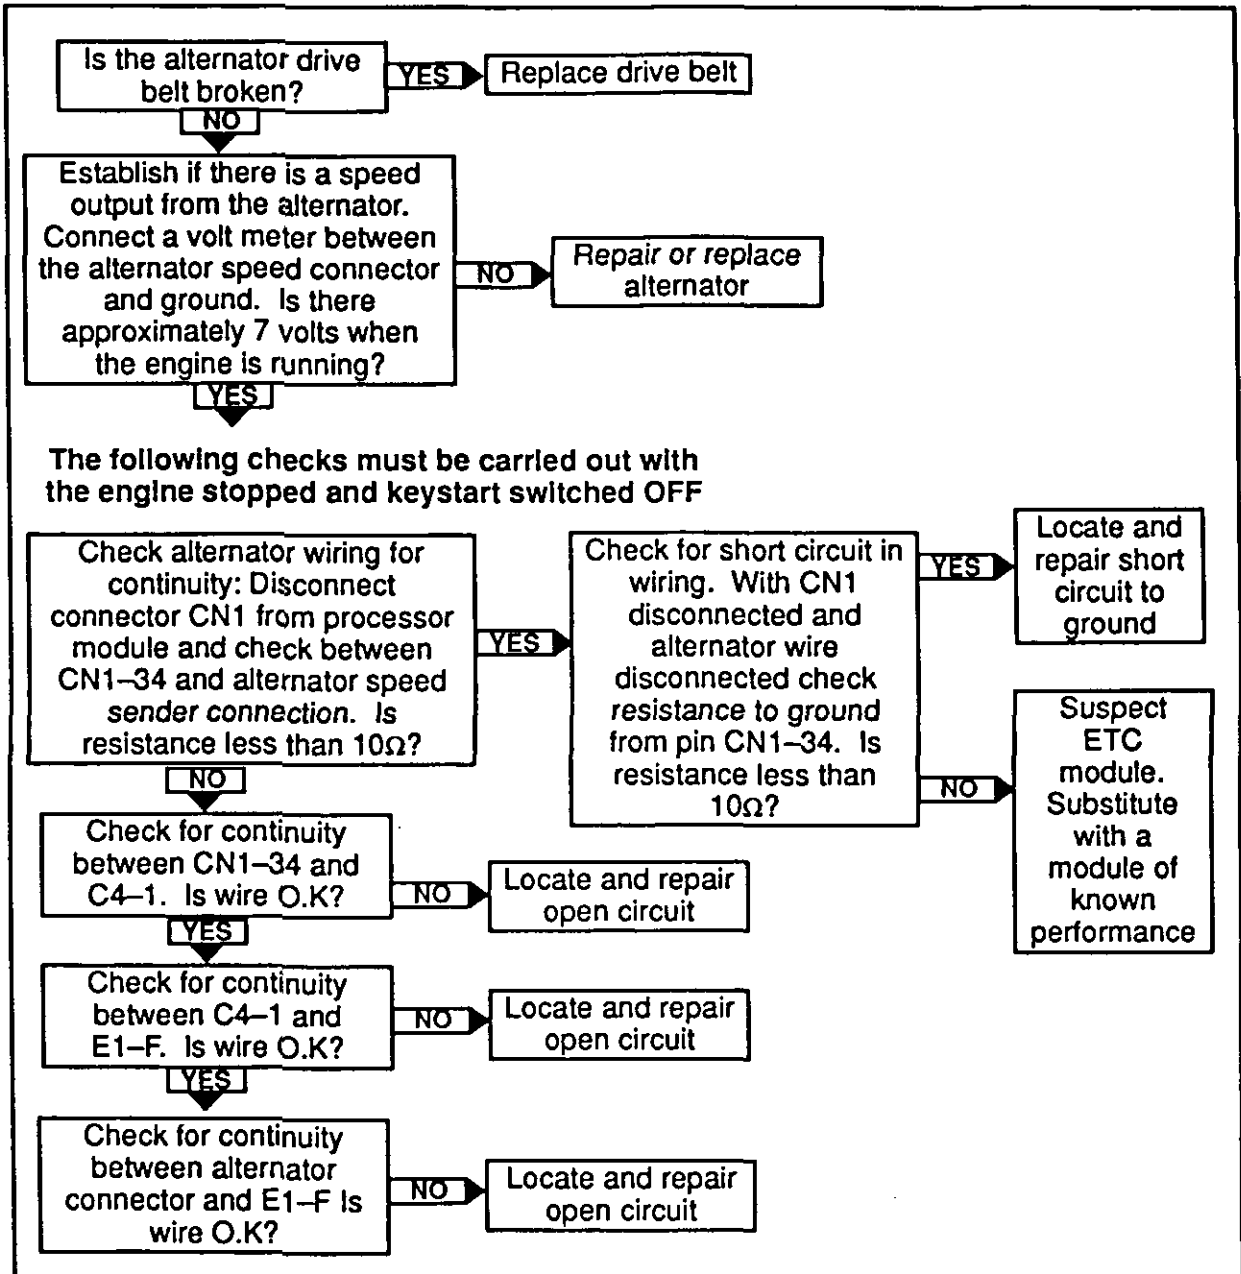 Is the alternator drive
belt broken?
YES
Replace drive belt
NO
Establish if there is a speed
output from the alternator.
Connect a volt meter between
the alternator speed connector
and ground. Is there
approximately 7 volts when
the engine is running?
NO
Repair or replace
alternator
YES
The following checks must be carried out with
the engine stopped and keystart switched OFF
Check alternator wiring for
continuity: Disconnect
connector CN1 from processor
module and check between
CN1–34 and alternator speed
sender connection. Is
resistance less than 10Ω?
YES
Check for short circuit in
wiring. With CN1
disconnected and
alternator wire
disconnected check
resistance to ground
from pin CN1–34. Is
resistance less than
10Ω?
YES
Locate and
repair short
circuit to
ground
NO
Suspect
ETC
module.
Substitute
with a
module of
known
performance
NO
Check for continuity
between CN1–34 and
C4–1. Is wire O.K?
NO
Locate and repair
open circuit
YES
Check for continuity
between C4–1 and
E1–F. Is wire O.K?
NO
Locate and repair
open circuit
YES
Check for continuity
between alternator
connector and E1–F Is
wire O.K?
NO
Locate and repair
open circuit